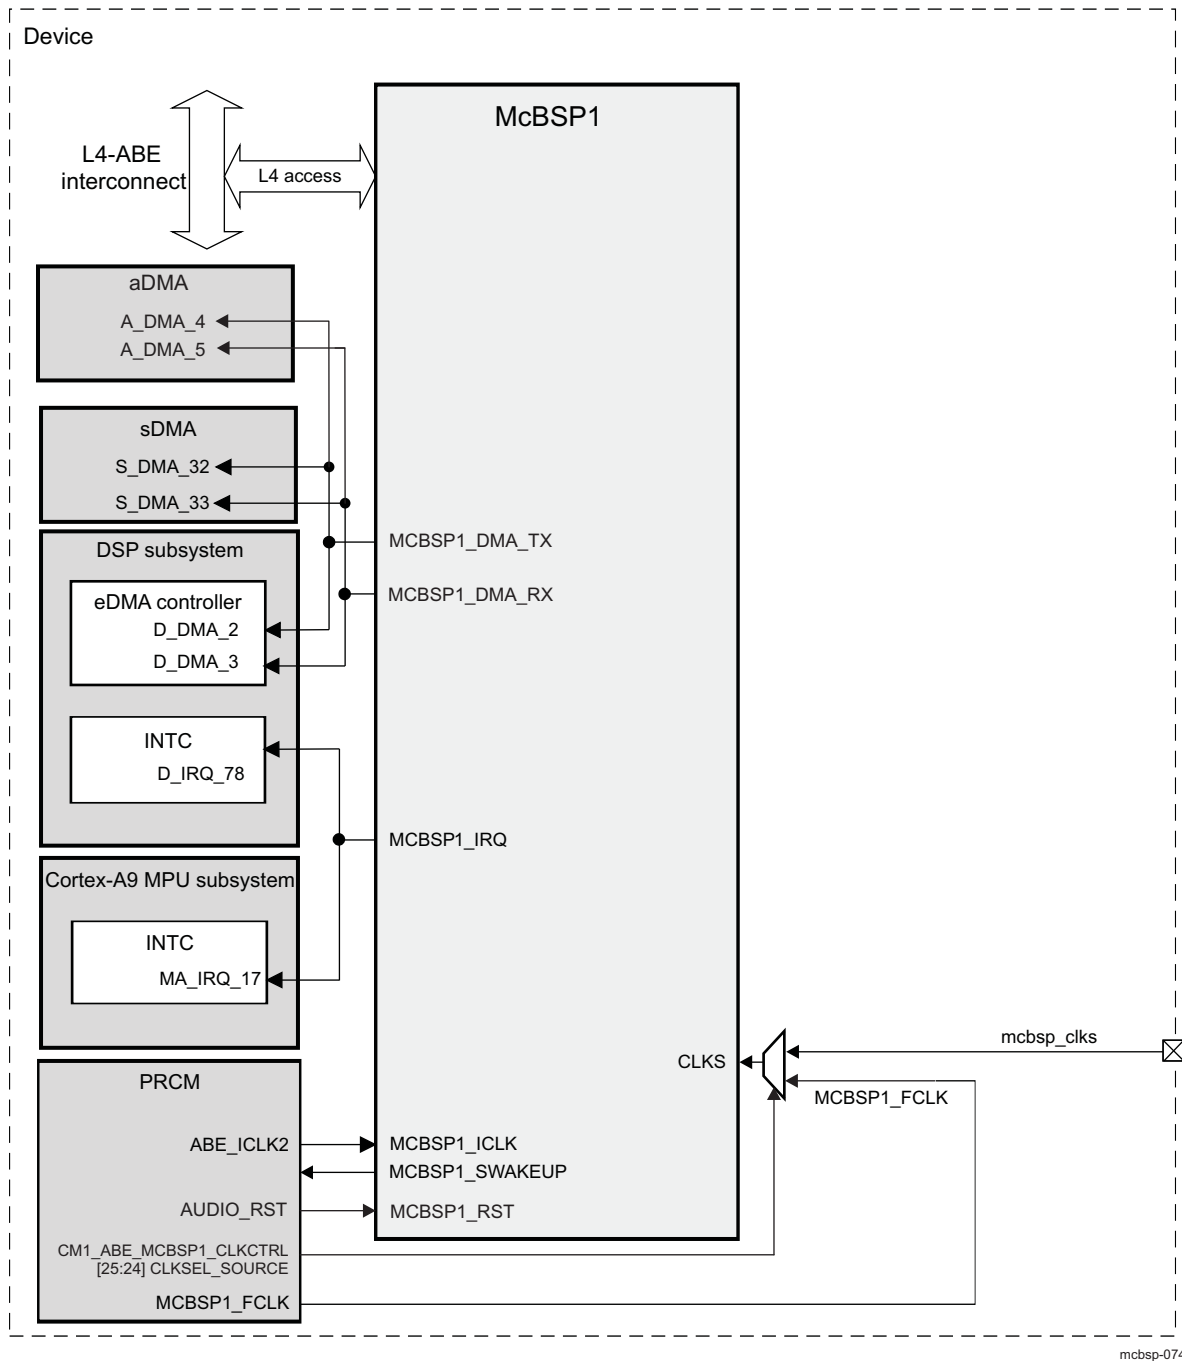 Device
McBSP1
L4-ABE
interconnect
L4 access
aDMA
A_DMA_4
A_DMA_5
sDMA
S_DMA_32
S_DMA_33
DSP subsystem
MCBSP1_DMA_TX
eDMA controller
MCBSP1_DMA_RX
D_DMA_2
D_DMA_3
INTC
D_IRQ_78
MCBSP1_IRQ
Cortex-A9 MPU subsystem
INTC
MA_IRQ_17
mcbsp_clks
CLKS
PRCM
MCBSP1_FCLK
ABE_ICLK2
MCBSP1_ICLK
MCBSP1_SWAKEUP
AUDIO_RST
MCBSP1_RST
CM1_ABE_MCBSP1_CLKCTRL
[25:24] CLKSEL_SOURCE
MCBSP1_FCLK
mcbsp-074